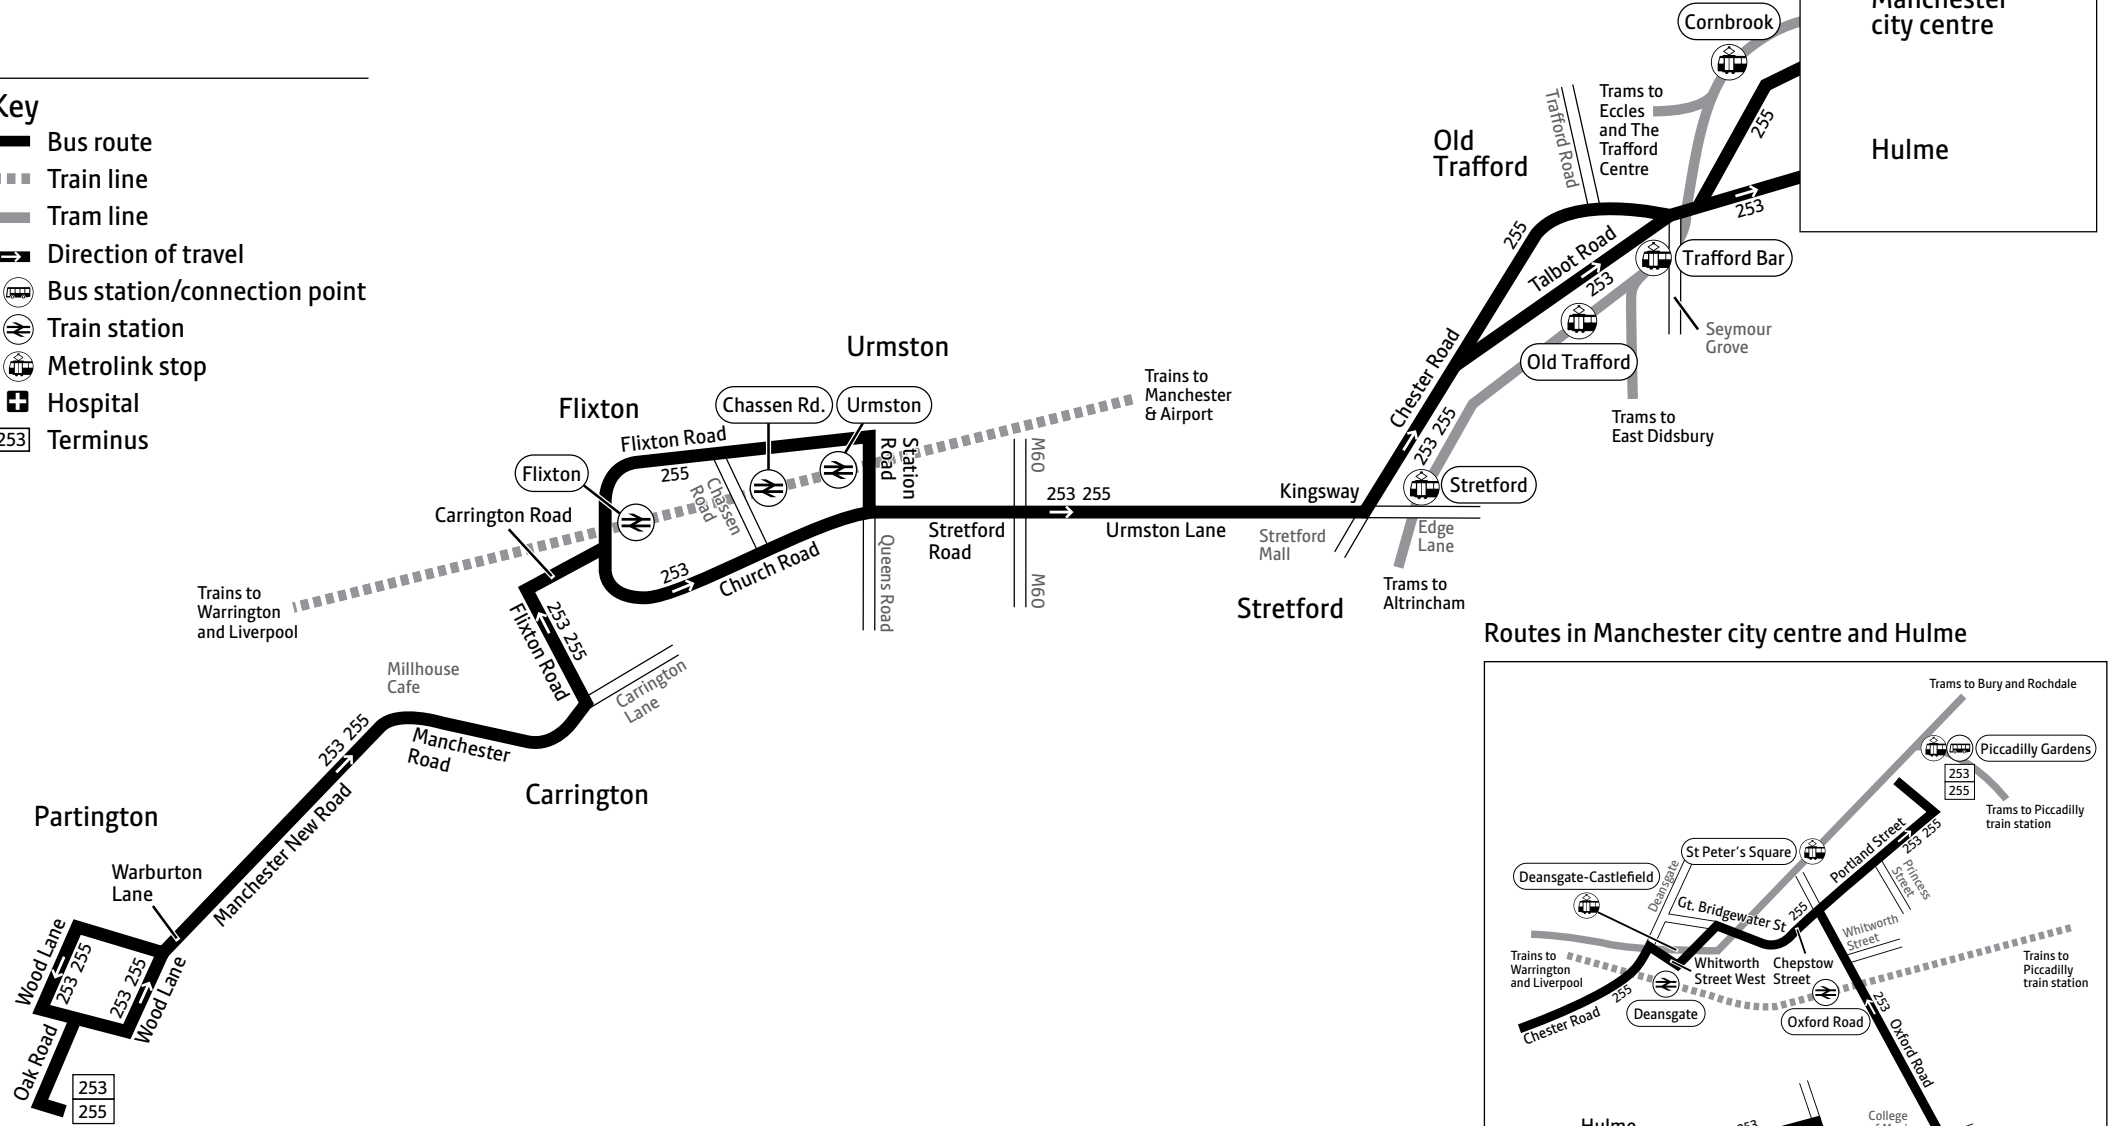 Key
Bus route
Train line
Tram line
Direction of travel
Bus station/connection point
Train station
Metrolink stop
Hospital
253
Terminus
Cornbrook
Manchester
city centre
Hulme
Trams to
Eccles
and The
Trafford
Centre
Trafford Road
Old
Trafford
255
253
255
Talbot Road
253
Trafford Bar
Seymour
Grove
Old Trafford
Trams to
East Didsbury
Chester Road
253 255
Stretford
Edge
Lane
Trams to
Altrincham
Kingsway
Stretford
Mall
Stretford
Urmston
Trains to
Manchester
& Airport
Flixton
Chassen Rd.
Urmston
Flixton Road
255
Station
Road
M60
253 255
Chassen
Road
Flixton
Carrington Road
Stretford
Road
Urmston Lane
M60
Queens Road
253
Church Road
Trains to
Warrington
and Liverpool
253 255
Flixton Road
Carrington
Lane
Millhouse
Cafe
253 255
Manchester
Road
Carrington
Manchester New Road
Partington
Warburton
Lane
Wood Lane
253 255
253 255
Wood Lane
Oak Road
253
255
Routes in Manchester city centre and Hulme
Trams to Bury and Rochdale
Piccadilly Gardens
253
255
Trams to Piccadilly
train station
Portland Street
253 255
Princess
Street
St Peter's Square
Deansgate
Deansgate-Castlefield
Gt. Bridgewater St
255
Whitworth
Street
Trains to
Warrington
and Liverpool
Whitworth
Street West
Chepstow
Street
Trains to
Piccadilly
train station
255
Chester Road
Deansgate
Oxford Road
253
Oxford Road
College
Hulme
253